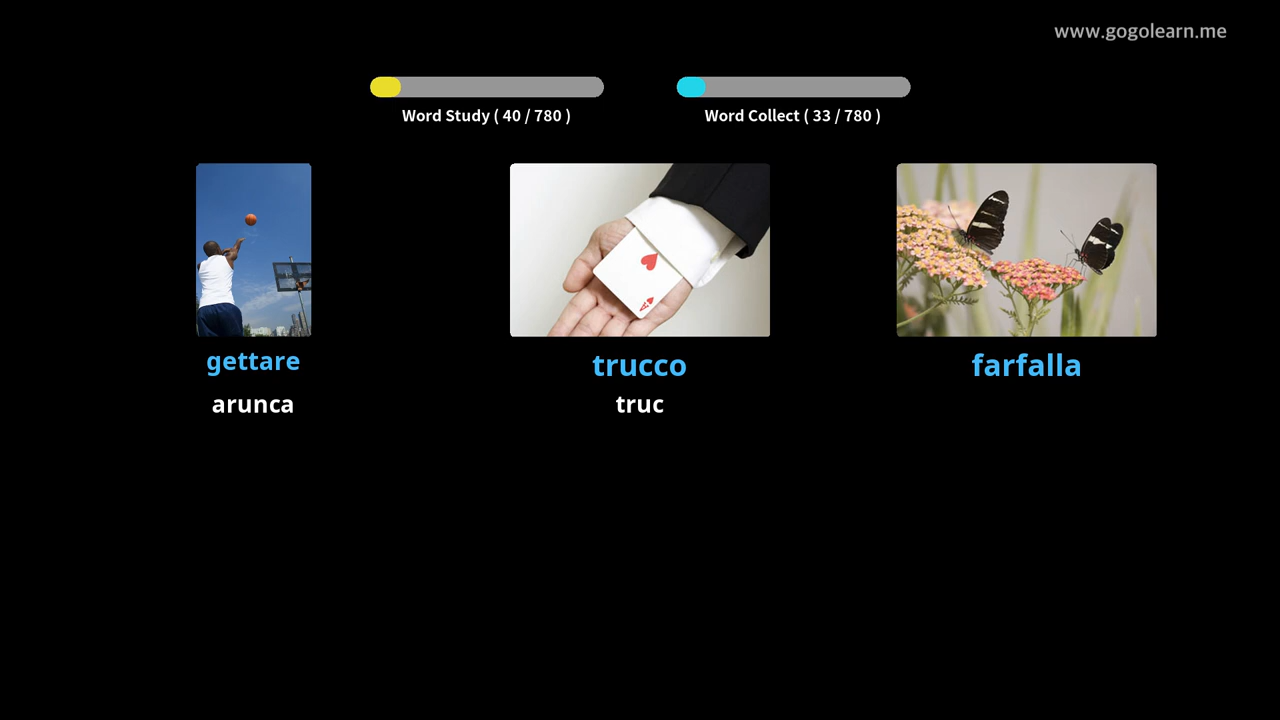 www.gogolearn.me
Word Study ( 40 / 780 )
Word Collect ( 33 / 780 )
gettare
trucco
farfalla
arunca
truc